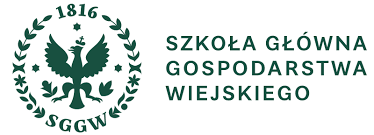 1816
SGGW
SZKOŁA GŁÓWNA
GOSPODARSTWA
WIEJSKIEGO